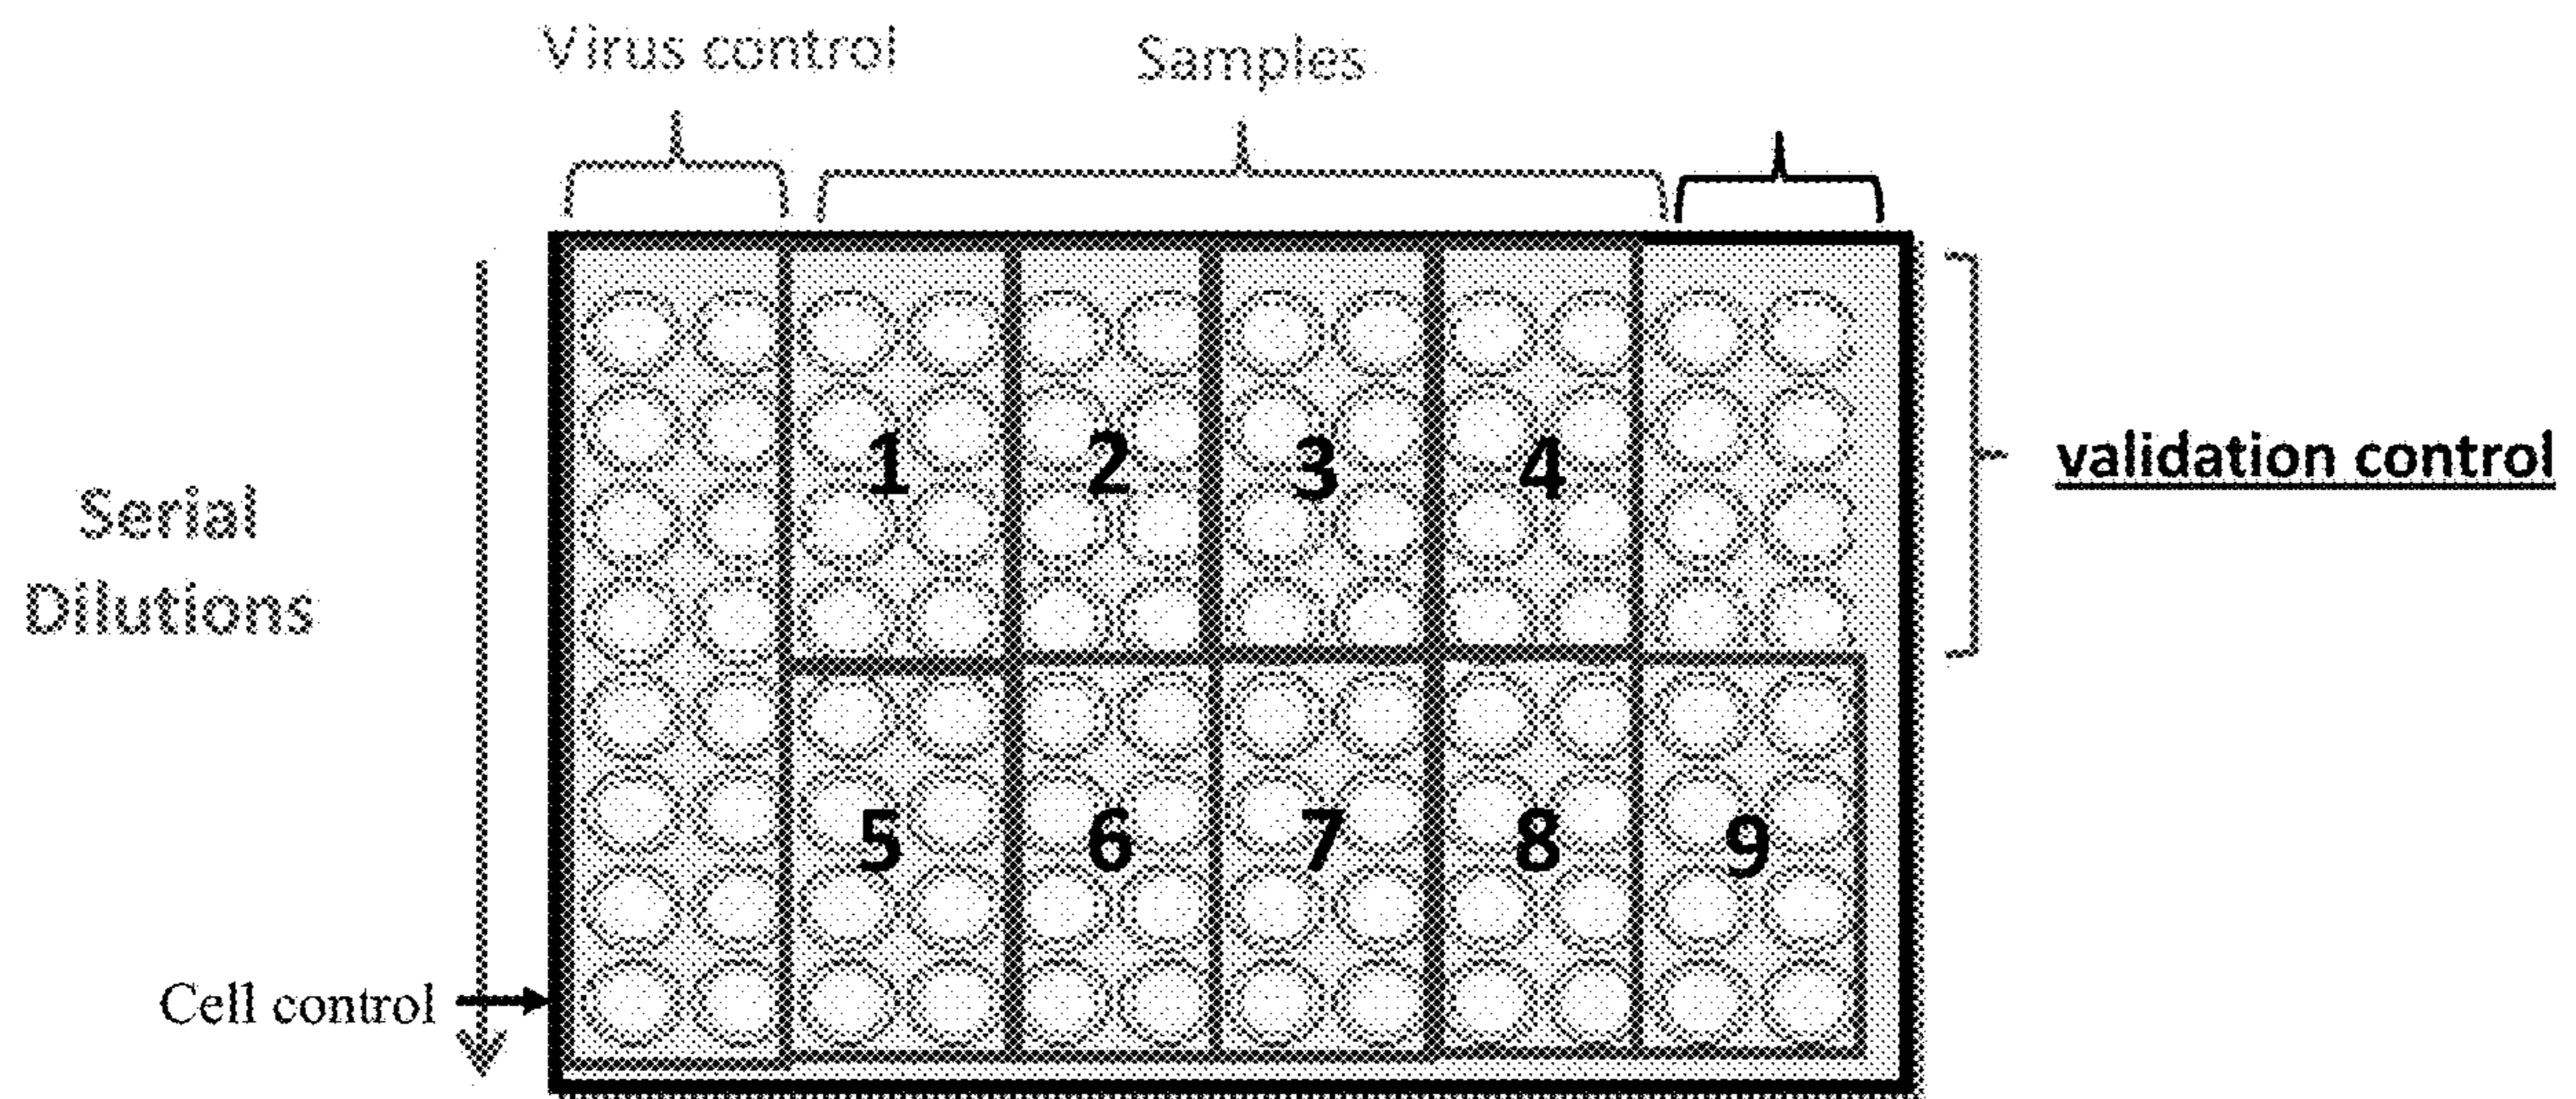 Virus control
Samples
validation control
Serial
Dilutions
Cell control
1
2
3
4
5
6
7
8
9